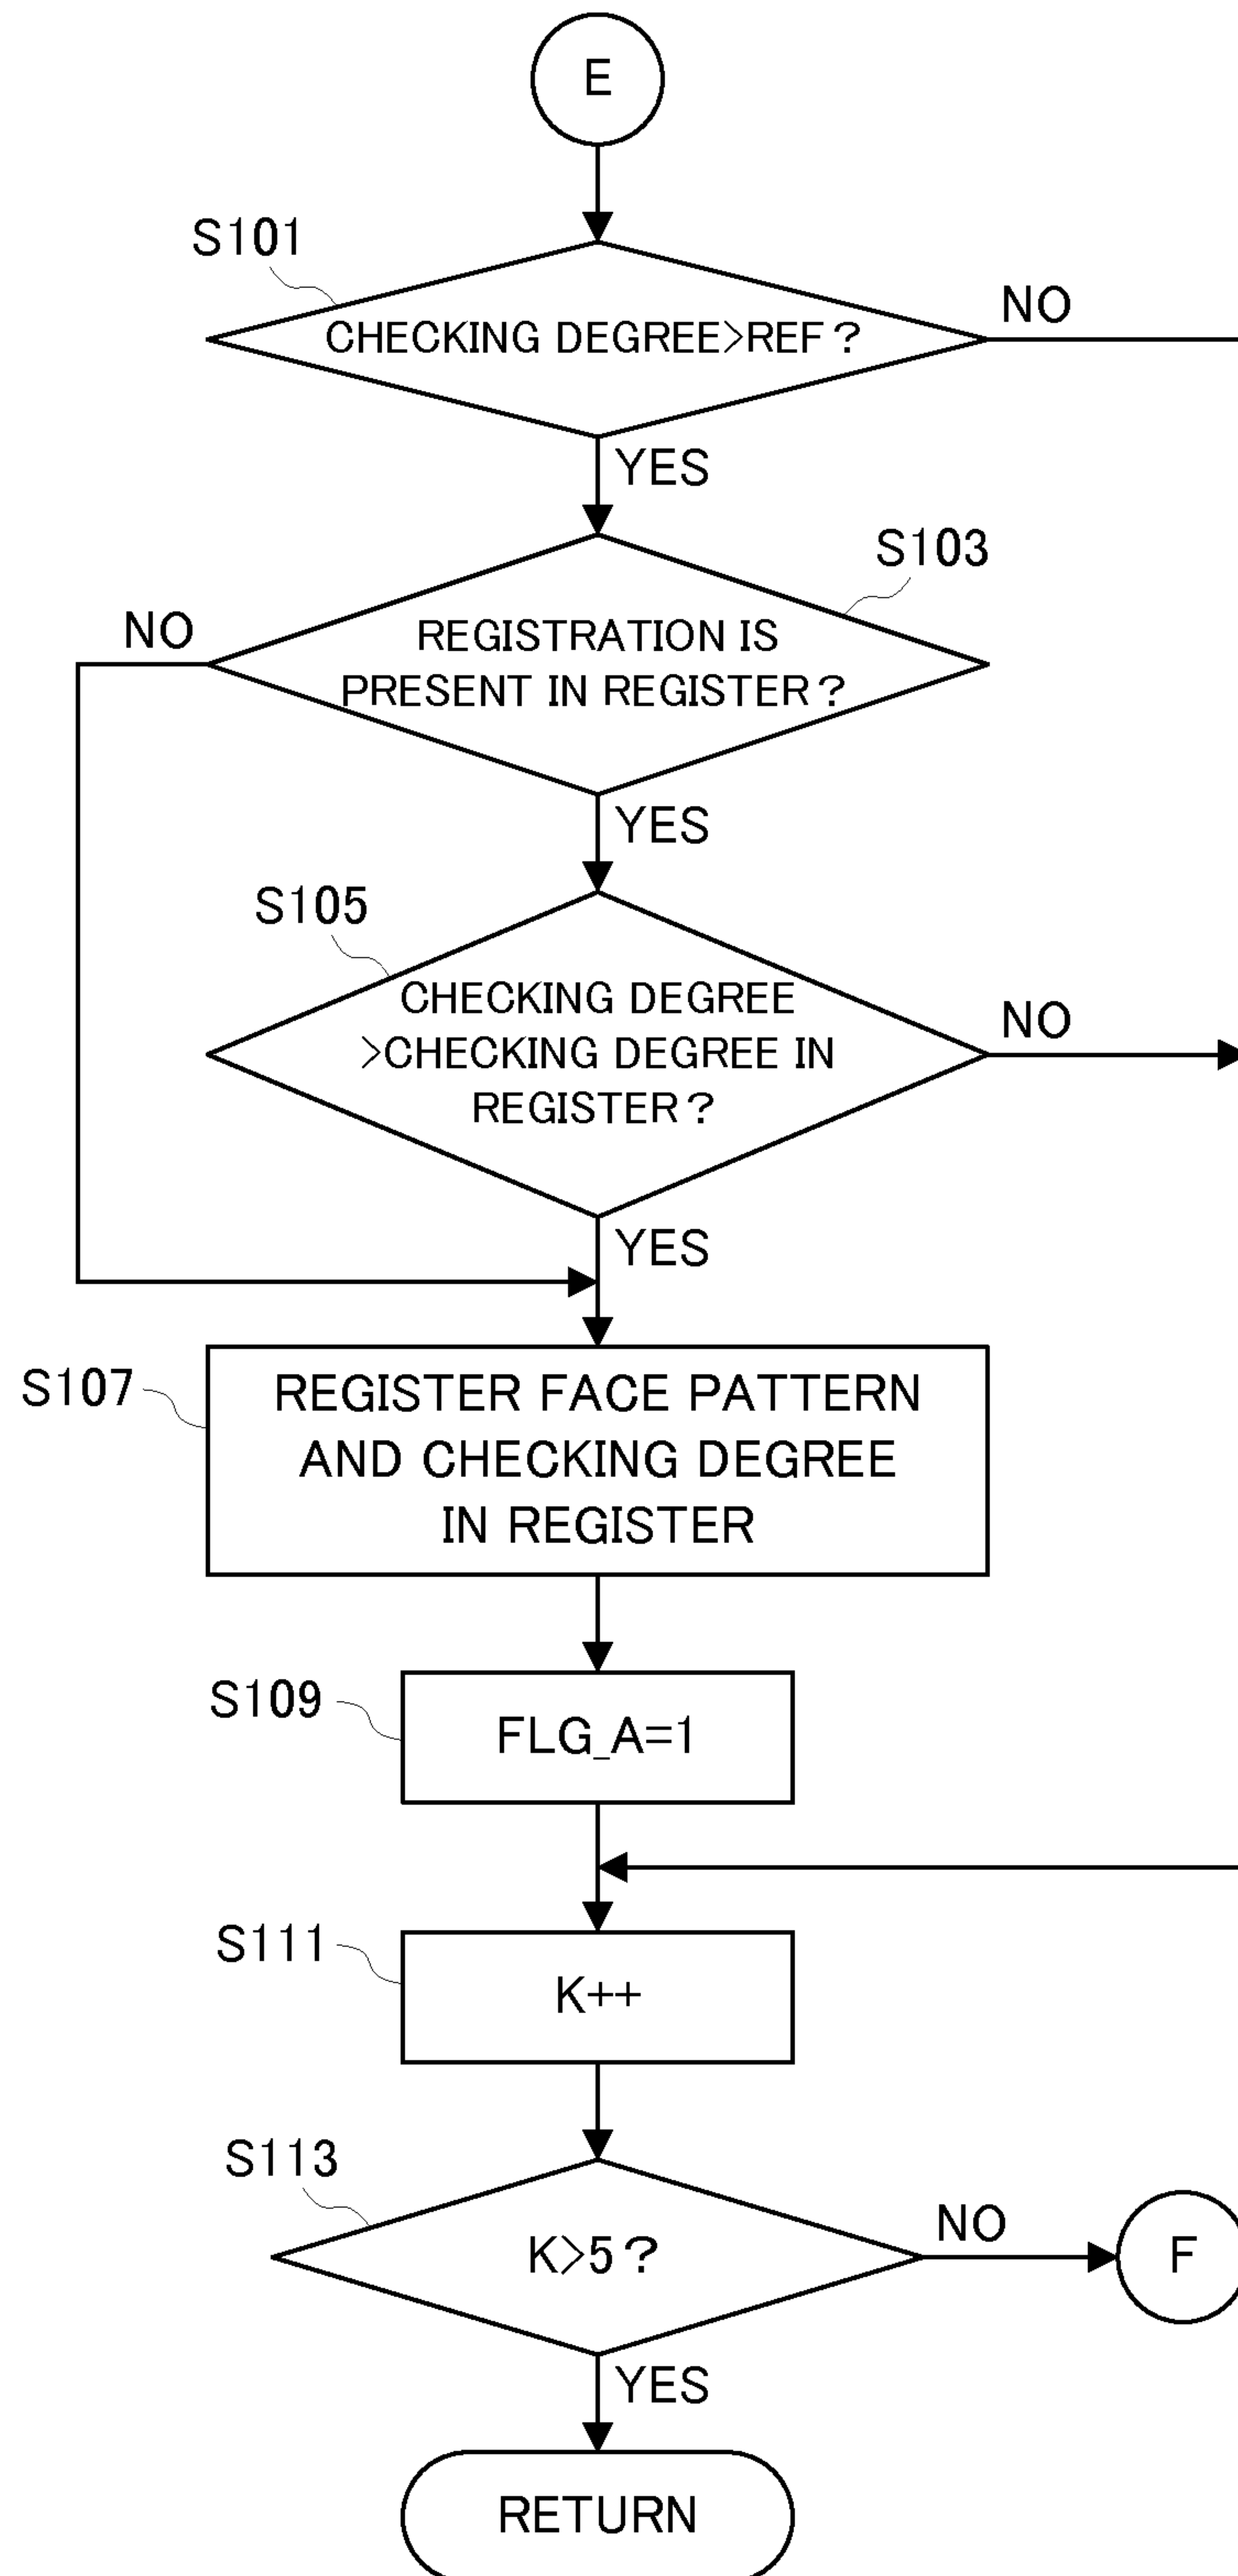 E
S101
CHECKING DEGREE>REF?
NO
YES
S103
NO
REGISTRATION IS
PRESENT IN REGISTER?
YES
S105
CHECKING DEGREE
>CHECKING DEGREE IN
REGISTER?
NO
YES
S107
REGISTER FACE PATTERN
AND CHECKING DEGREE
IN REGISTER
S109
FLG_A=1
S111
K++
S113
K>5?
NO
F
YES
RETURN